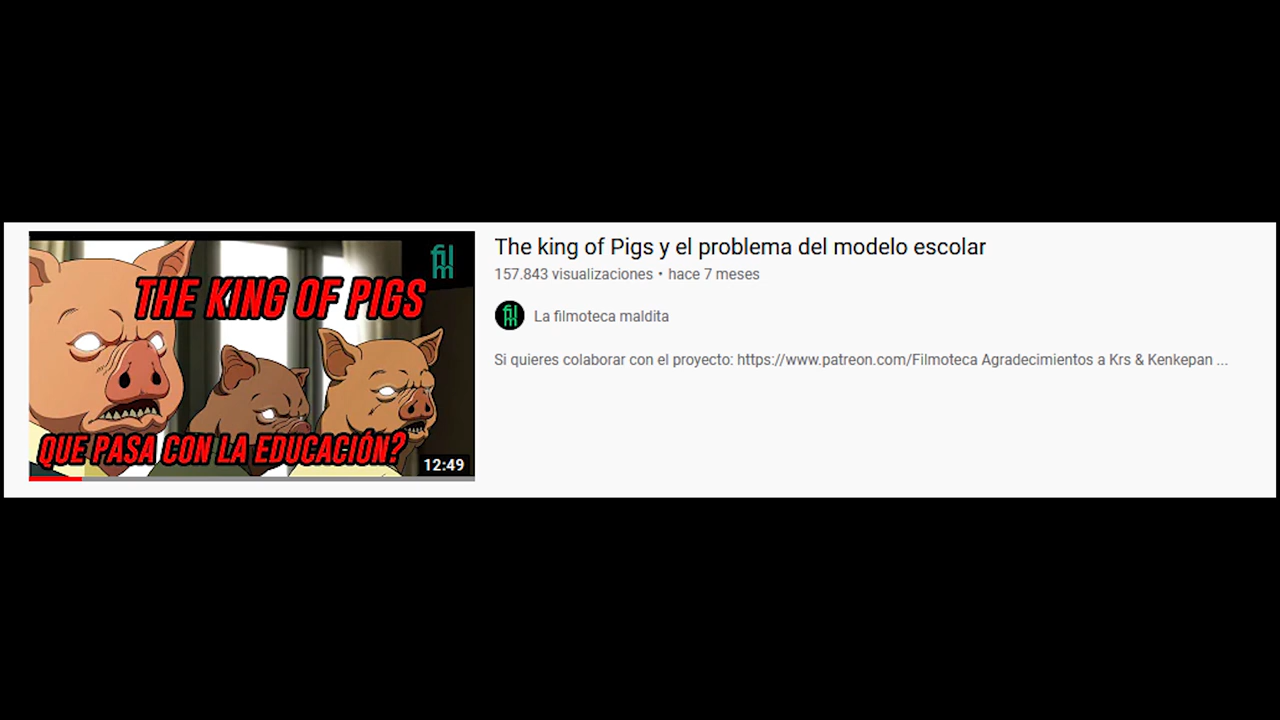 film
THE KING OF PIGS
QUE PASA CON LA EDUCACIÓN?
12:49
The king of Pigs y el problema del modelo escolar
157.843 visualizaciones • hace 7 meses
film
La filmoteca maldita
Si quieres colaborar con el proyecto: https://www.patreon.com/Filmoteca Agradecimientos a Krs & Kenkepan ...